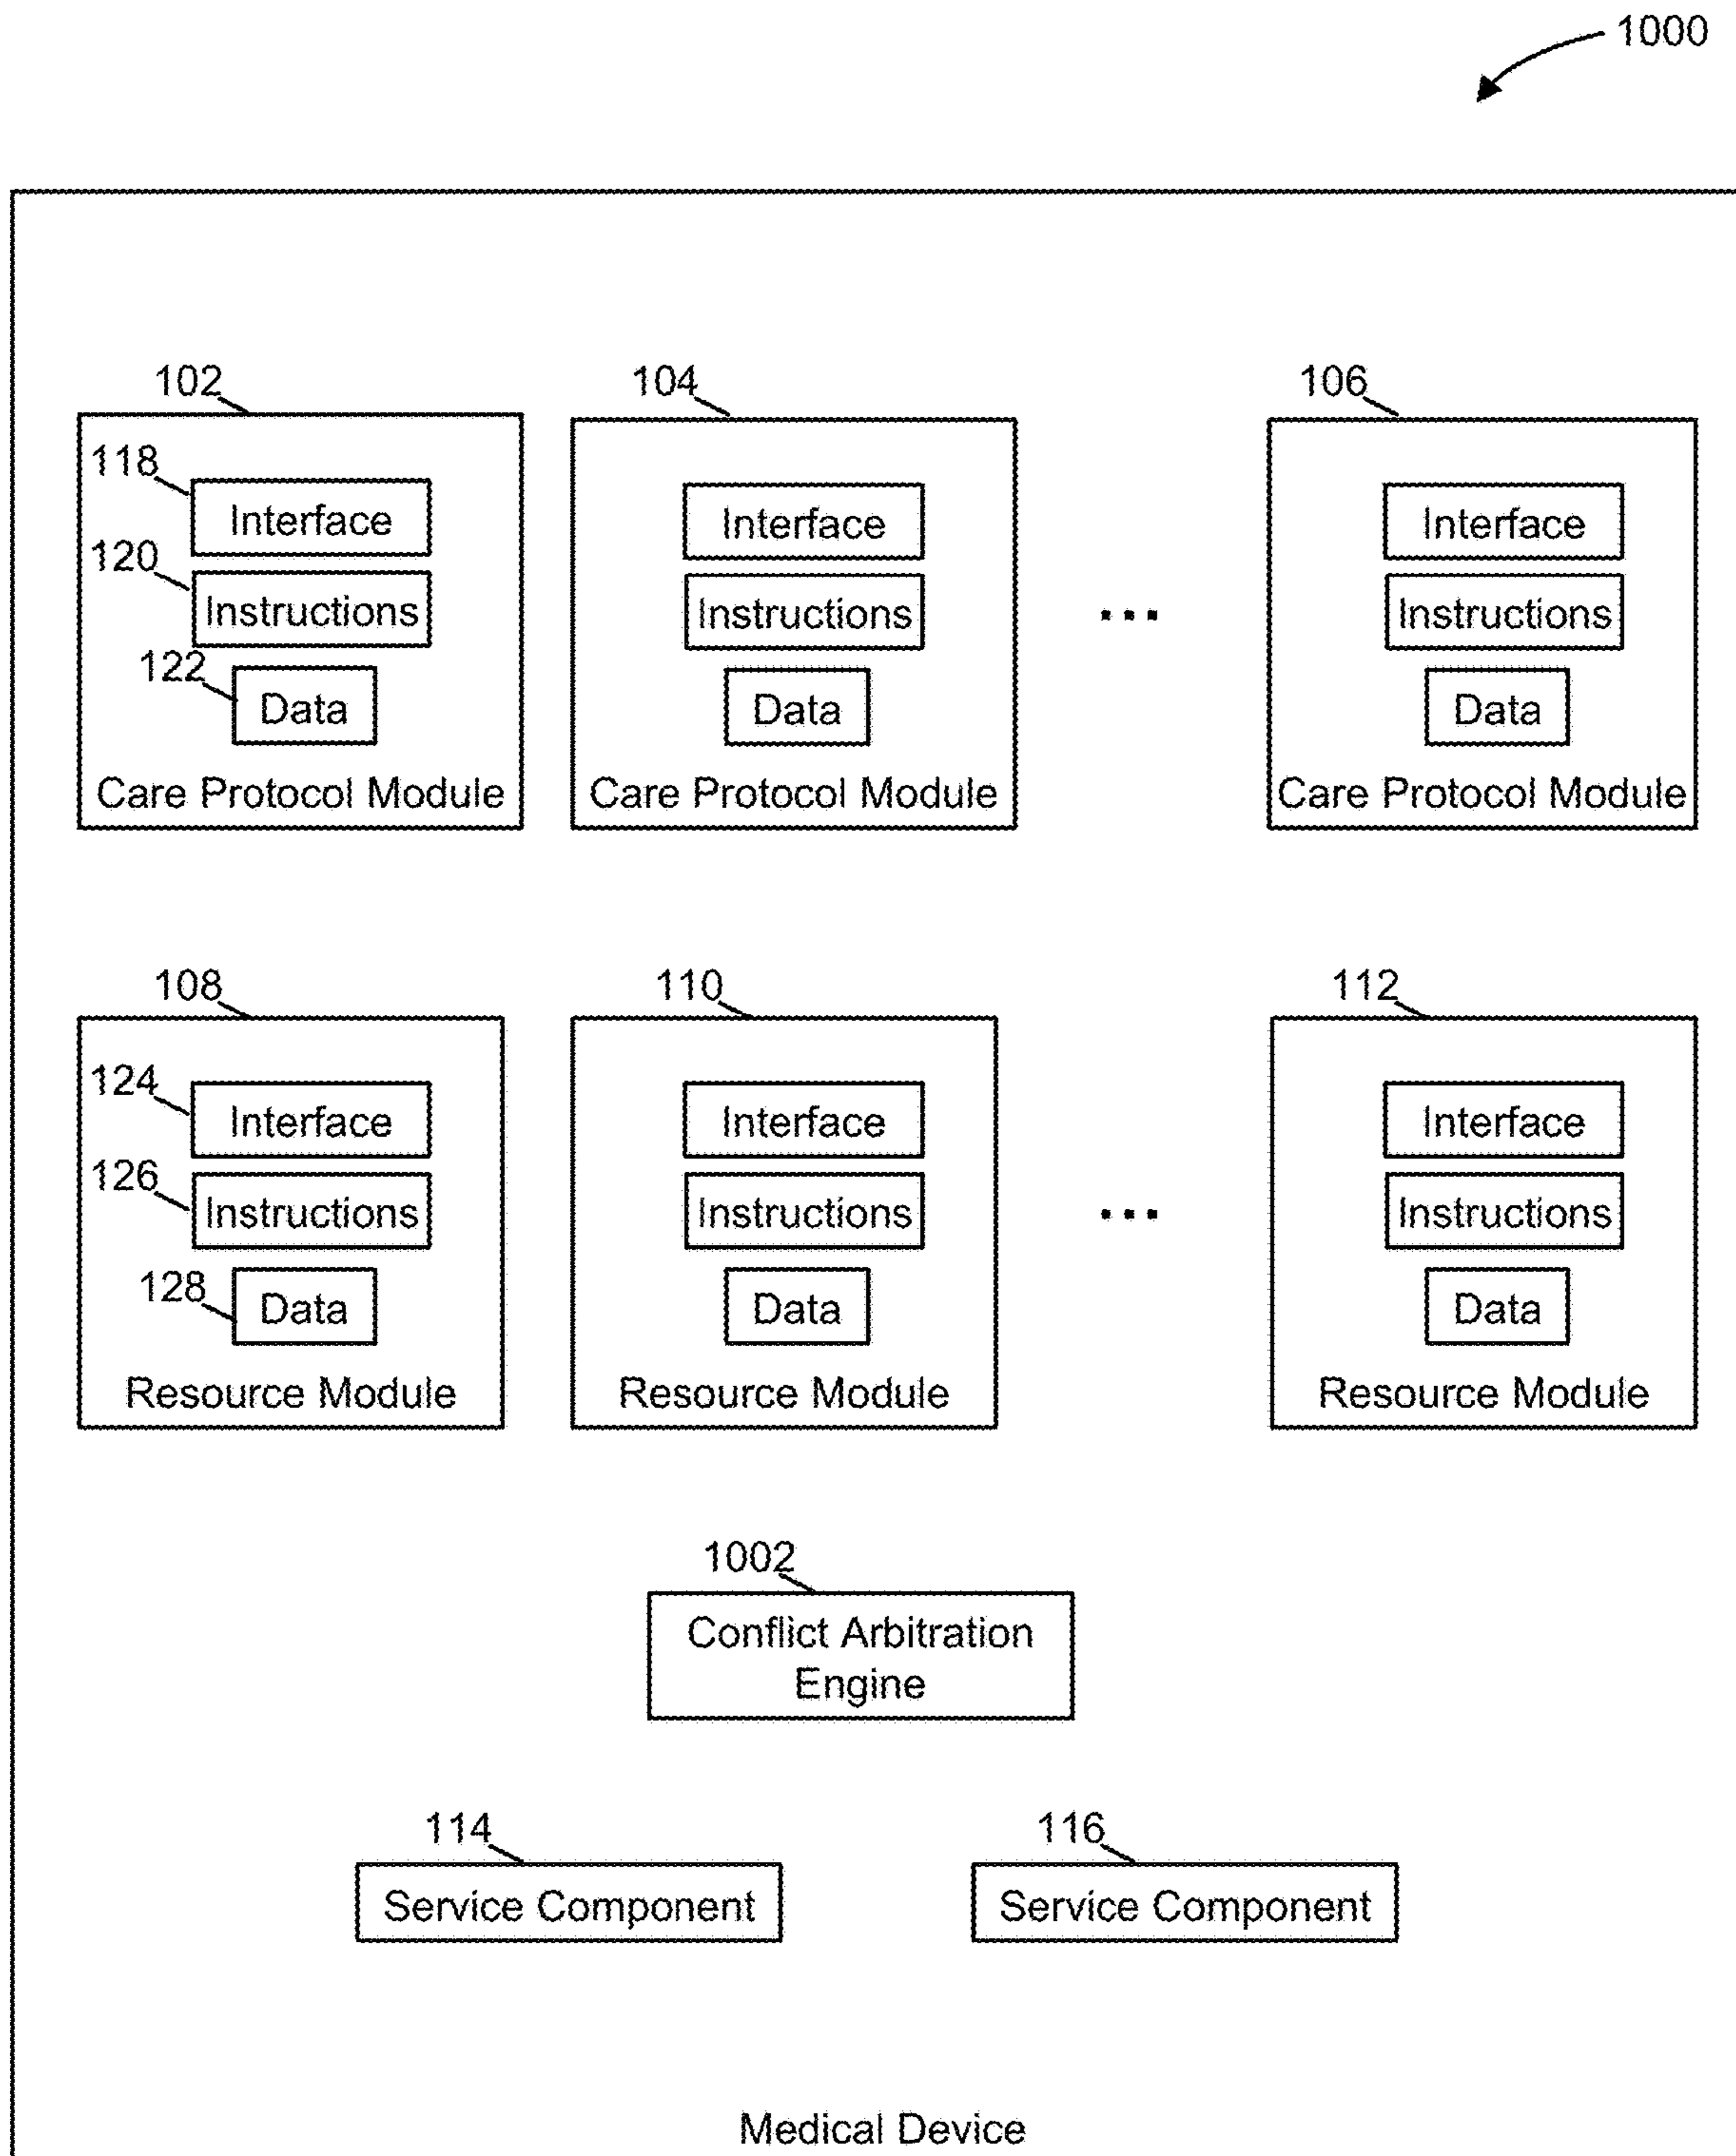 1000
102
104
106
118
Interface
Interface
Interface
120
Instructions
Instructions
Instructions
122
Data
Data
Data
Care Protocol Module
Care Protocol Module
Care Protocol Module
...
108
110
112
124
Interface
Interface
Interface
126
Instructions
Instructions
Instructions
128
Data
Data
Data
Resource Module
Resource Module
Resource Module
...
1002
Conflict Arbitration
Engine
114
116
Service Component
Service Component
Medical Device